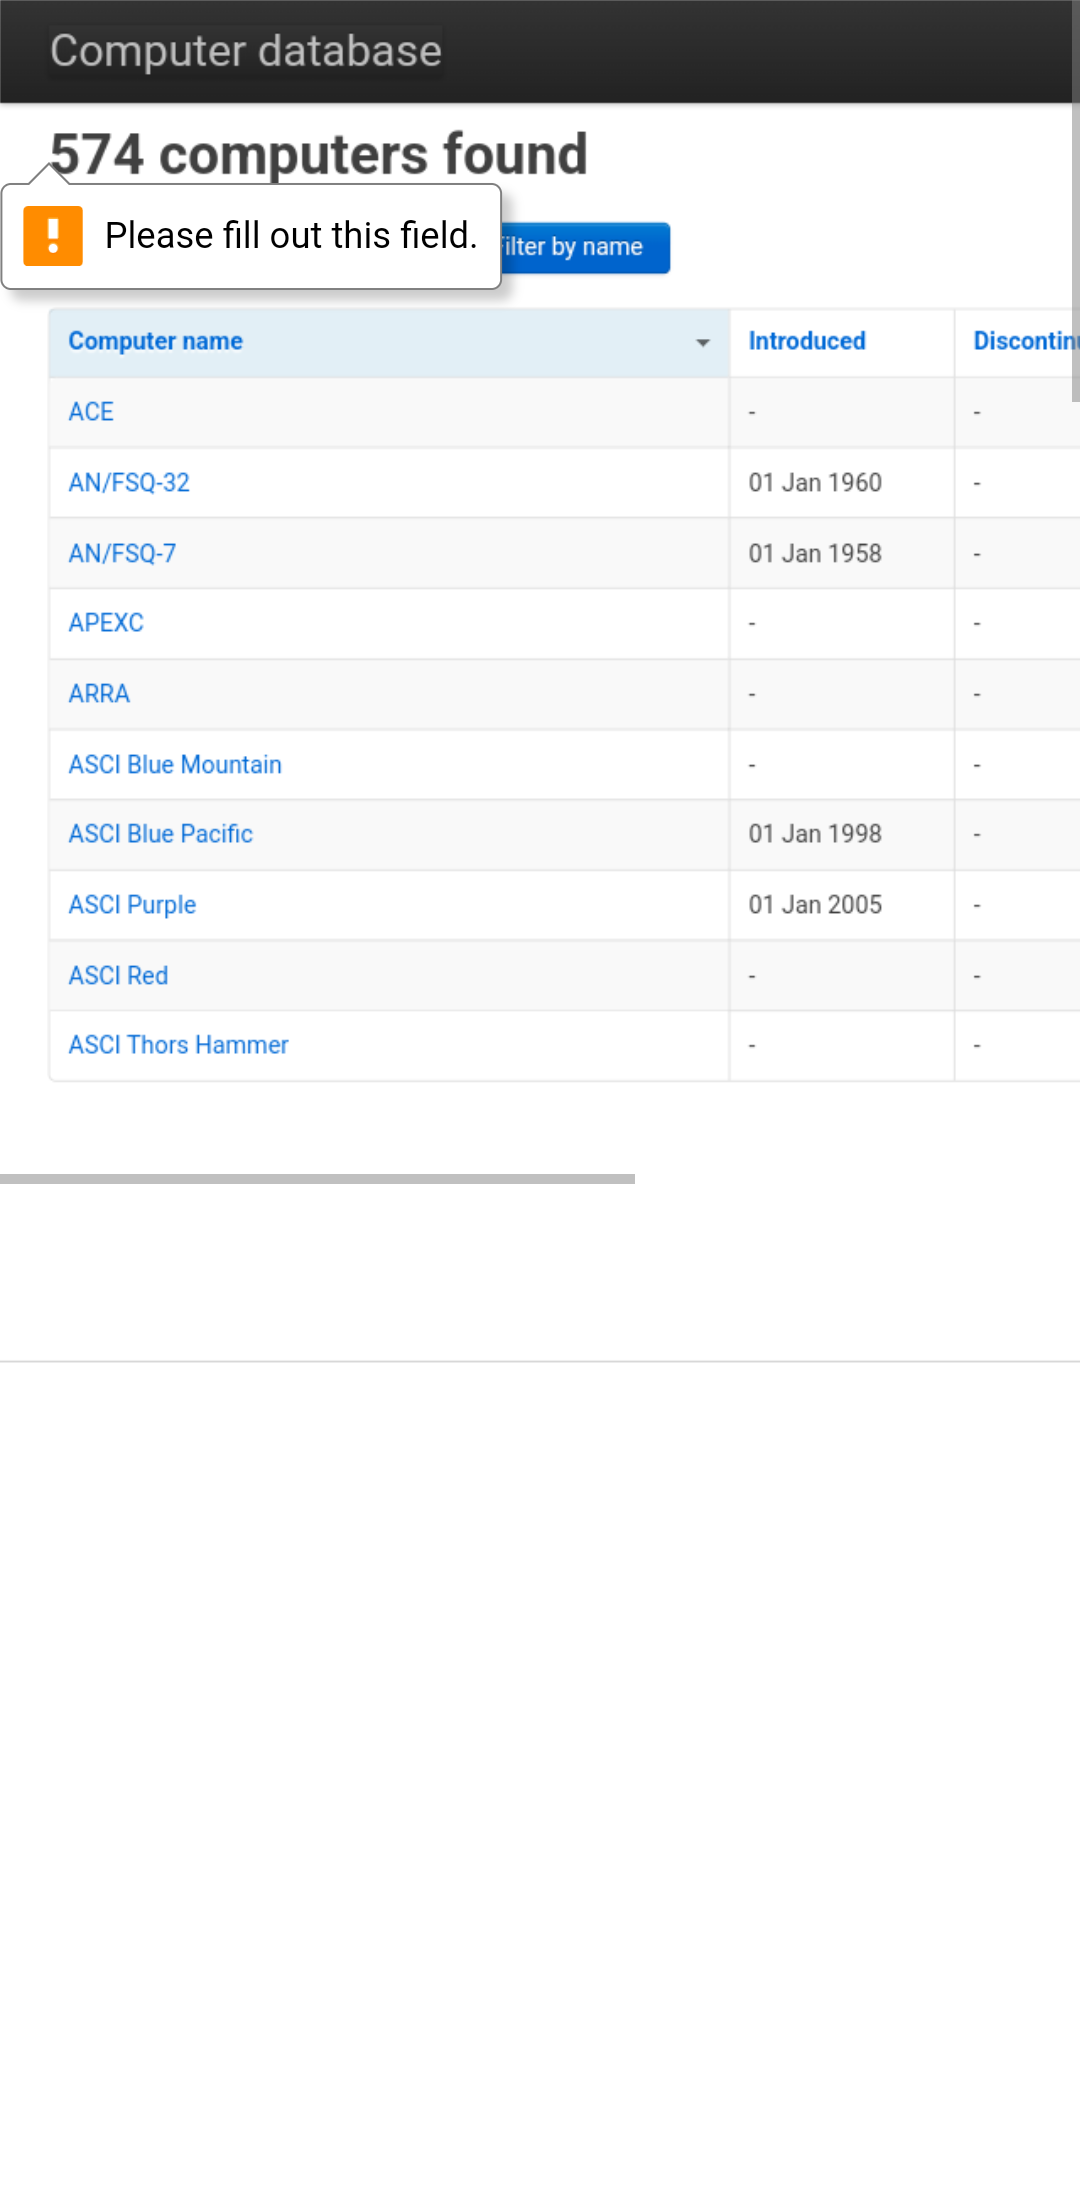 Computer database
574 computers found
Please fill out this field.
ilter by name
Computer name Introduced Discontin
ACE - -
AN/FSQ-32 01 Jan 1960 -
AN/FSQ-7 01 Jan 1958 -
APEXC - -
ARRA - -
ASCI Blue Mountain - -
ASCI Blue Pacific 01 Jan 1998 -
ASCI Purple 01 Jan 2005 -
ASCI Red - -
ASCI Thors Hammer - -